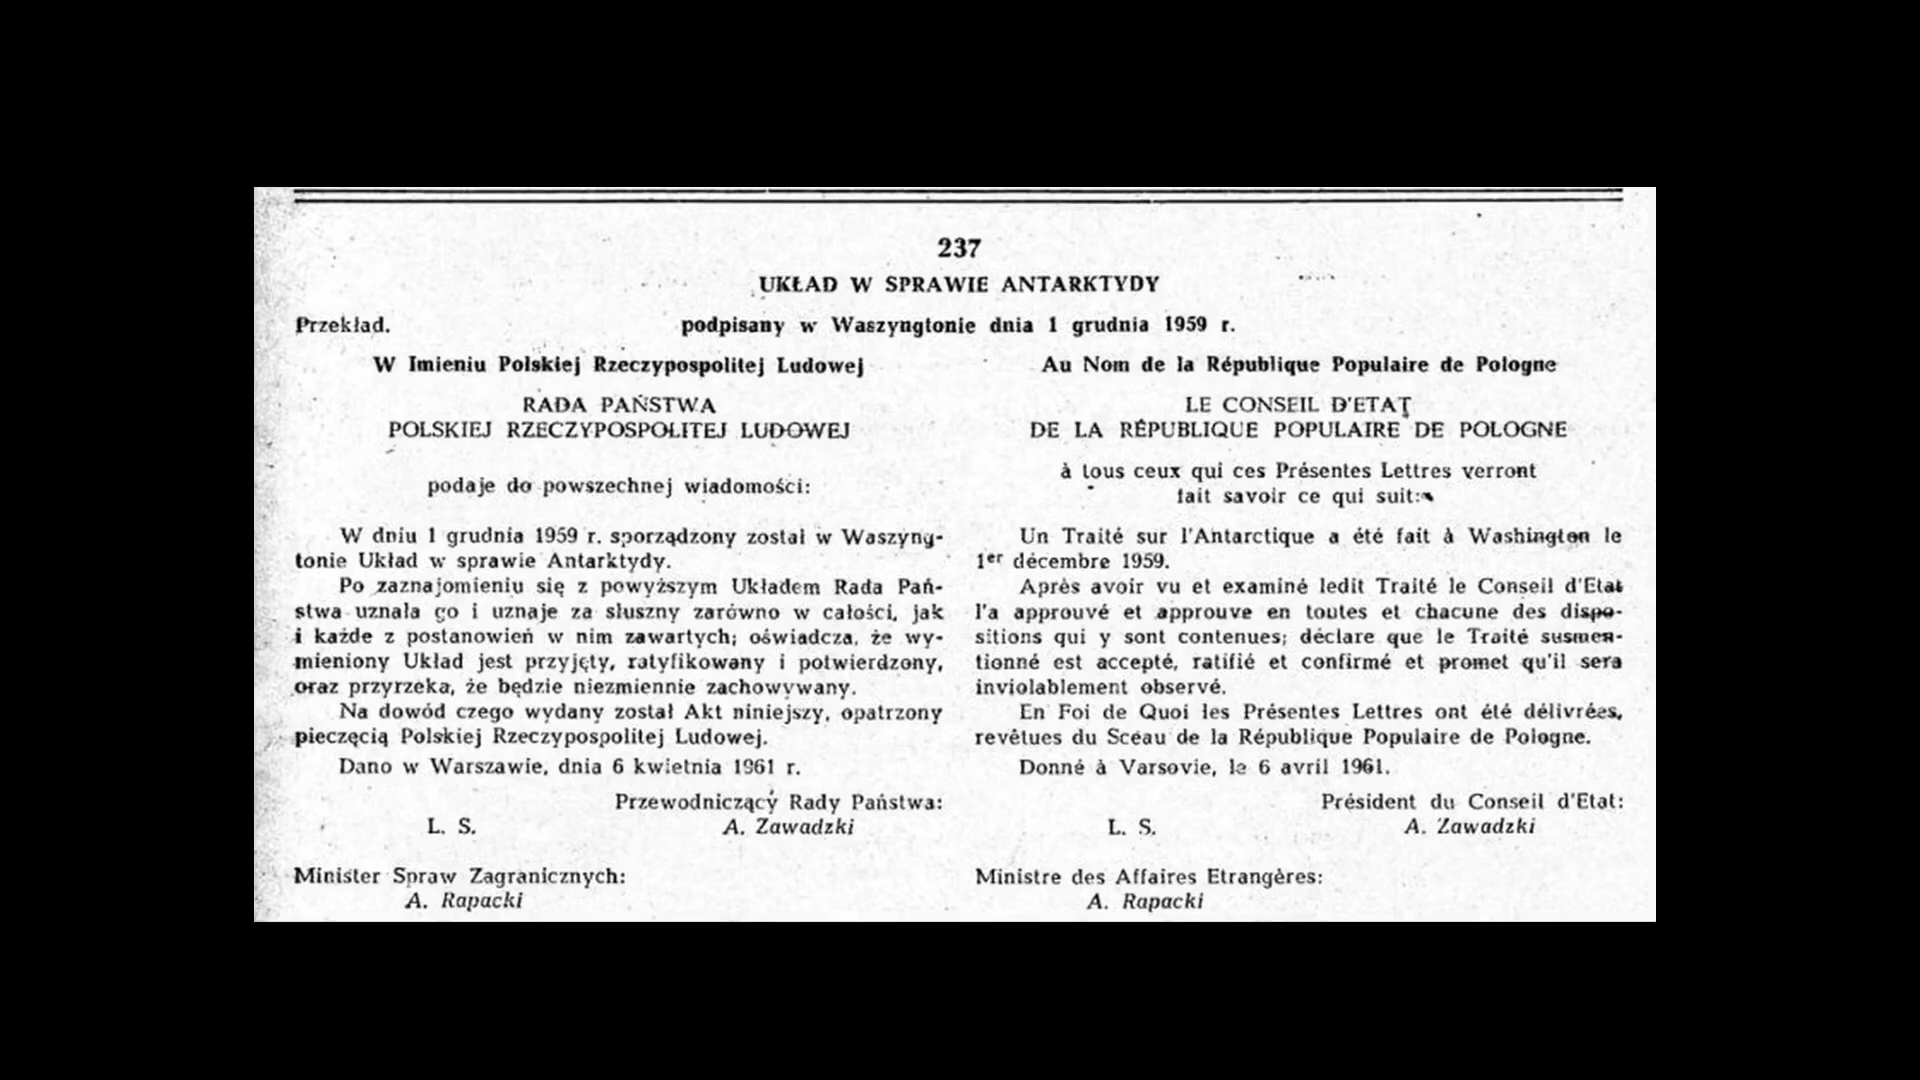 237
UKŁAD W SPRAWIE ANTARKTYDY
Przekład.
podpisany w Waszyngtonie dnia 1 grudnia 1959 r.
W Imieniu Polskiej Rzeczypospolitej Ludowej
RADA PAŃSTWA
POLSKIEJ RZECZYPOSPOLITEJ LUDOWEJ
podaje do powszechnej wiadomości:
W dniu 1 grudnia 1959 r. sporządzony został w Waszyng-
tonie Układ w sprawie Antarktydy.
Po zaznajomieniu się z powyższym Układem Rada Pań-
stwa uznała go i uznaje za słuszny zarówno w całości, jak
i każde z postanowień w nim zawartych; oświadcza, że wy-
mieniony Układ jest przyjęty, ratyfikowany i potwierdzony,
oraz przyrzeka, że będzie niezmiennie zachowywany.
Na dowód czego wydany został Akt niniejszy, opatrzony
pieczęcią Polskiej Rzeczypospolitej Ludowej.
Dano w Warszawie, dnia 6 kwietnia 1961 r.
Przewodniczący Rady Państwa:
L. S. A. Zawadzki
Minister Spraw Zagranicznych:
A. Rapacki
Au Nom de la République Populaire de Pologne
LE CONSEIL D'ETAT
DE LA RÉPUBLIQUE POPULAIRE DE POLOGNE
à tous ceux qui ces Présentes Lettres verront
fait savoir ce qui suit:
Un Traité sur l'Antarctique a été fait à Washington le
1er décembre 1959.
Après avoir vu et examiné ledit Traité le Conseil d'Etat
l'a approuvé et approuve en toutes et chacune des dispo-
sitions qui y sont contenues; déclare que le Traité susmen-
tionné est accepté, ratifié et confirmé et promet qu'il sera
inviolablement observé.
En Foi de Quoi les Présentes Lettres ont été délivrées,
revêtues du Sceau de la République Populaire de Pologne.
Donné à Varsovie, le 6 avril 1961.
Président du Conseil d'Etat:
L. S. A. Zawadzki
Ministre des Affaires Etrangères:
A. Rapacki